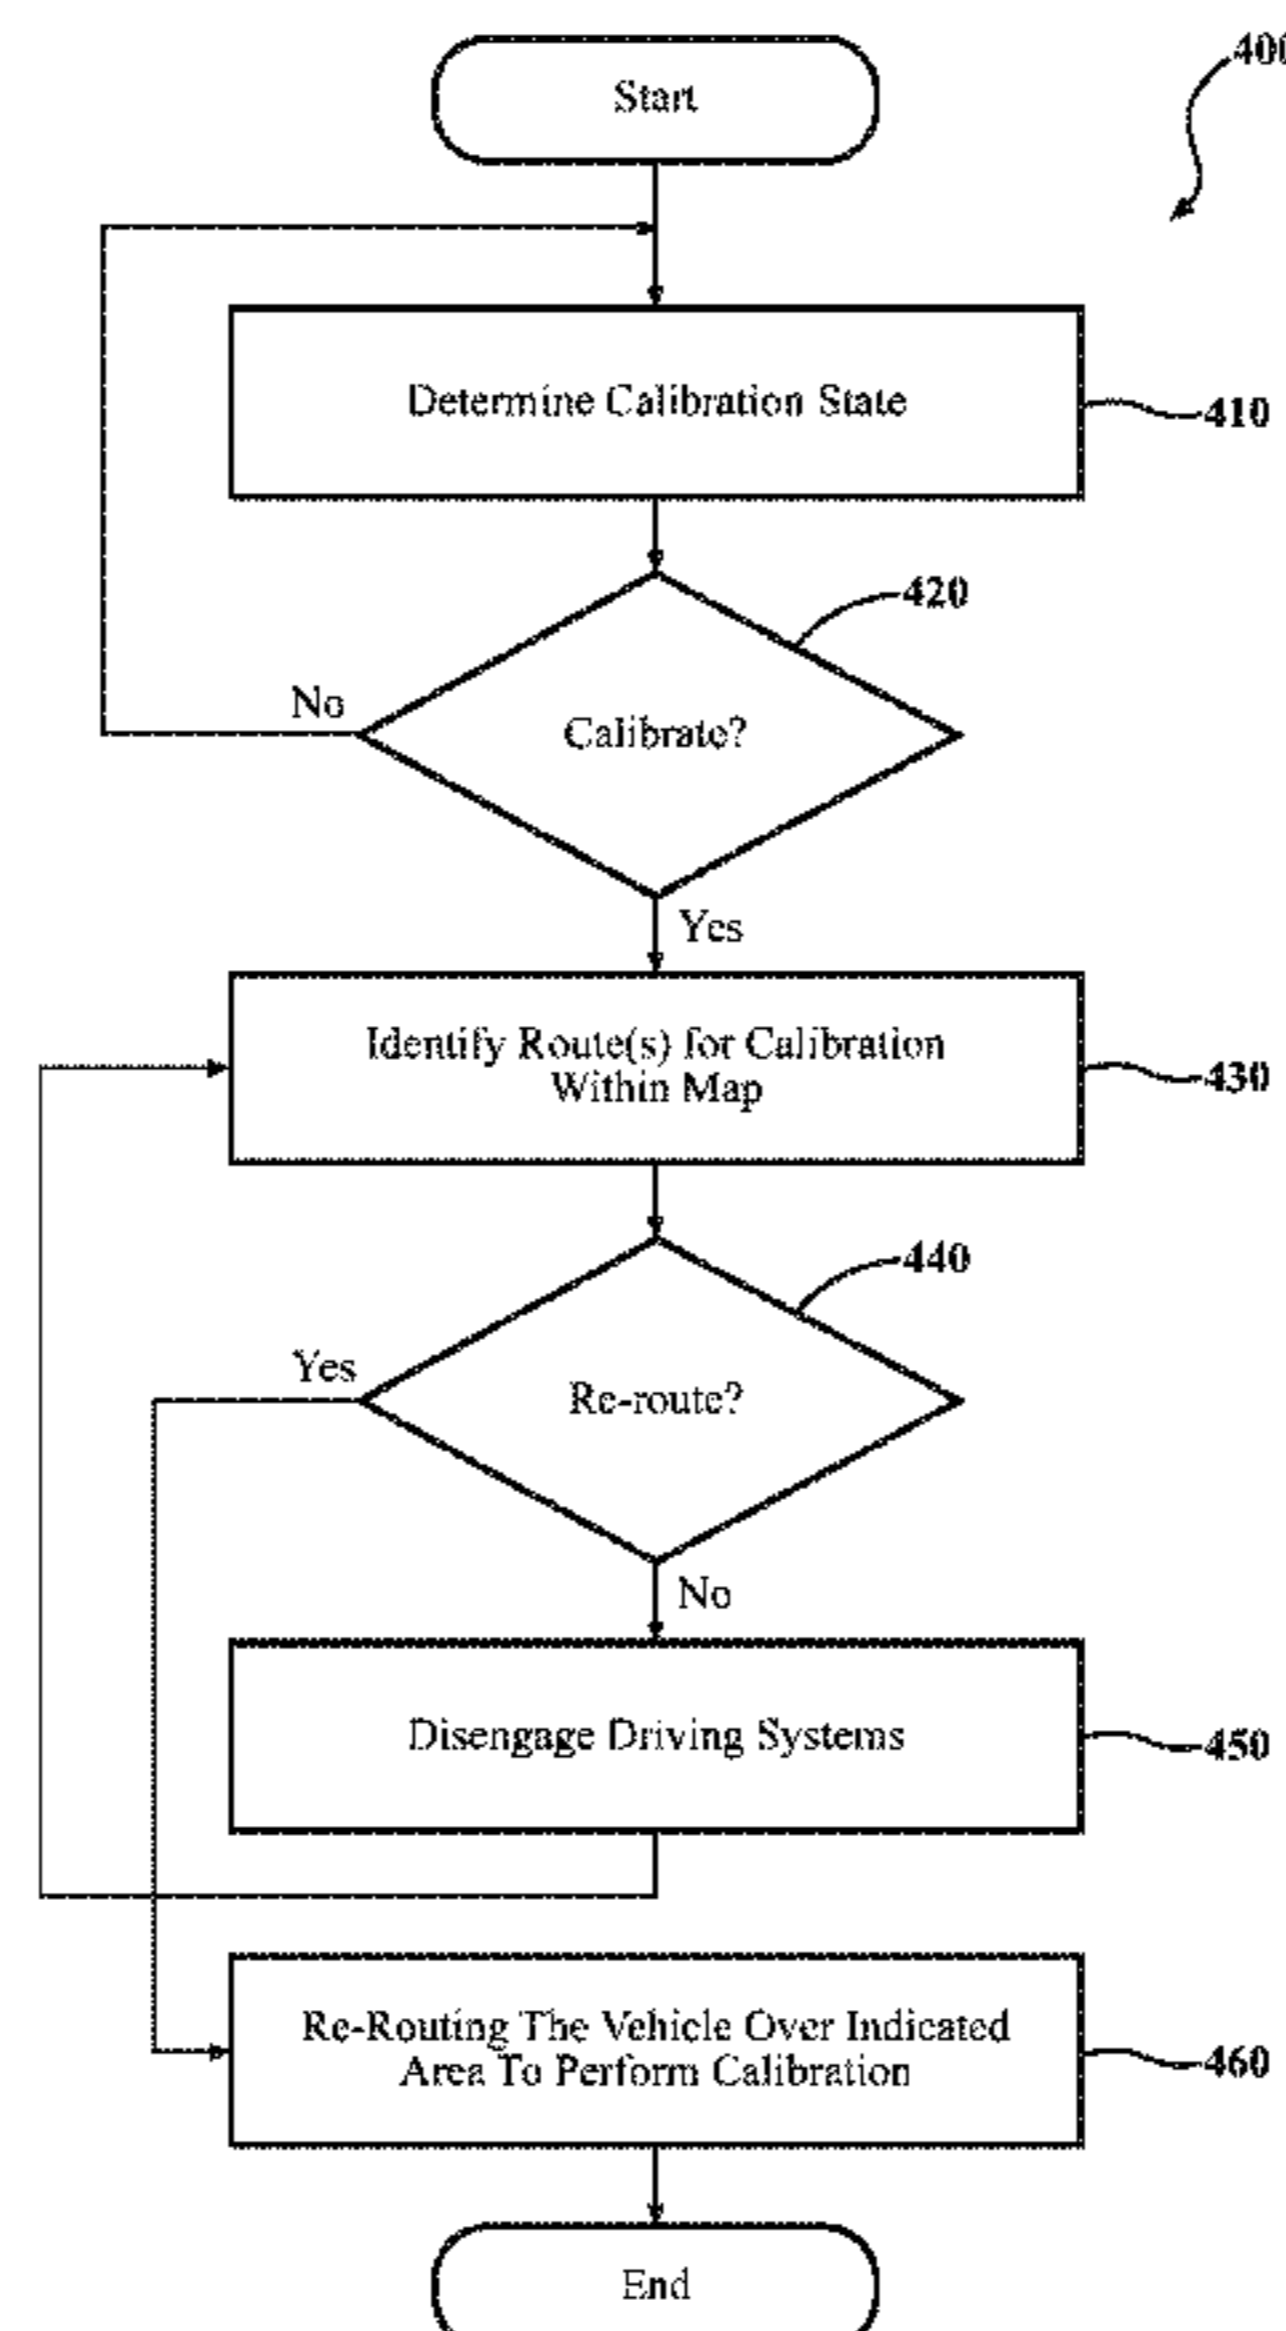 Start
400
Determine Calibration State
410
420
No
Calibrate?
Yes
Identify Route(s) for Calibration
Within Map
430
440
Yes
Re-route?
No
Disengage Driving Systems
450
Re-Routing The Vehicle Over Indicated
Area To Perform Calibration
460
End